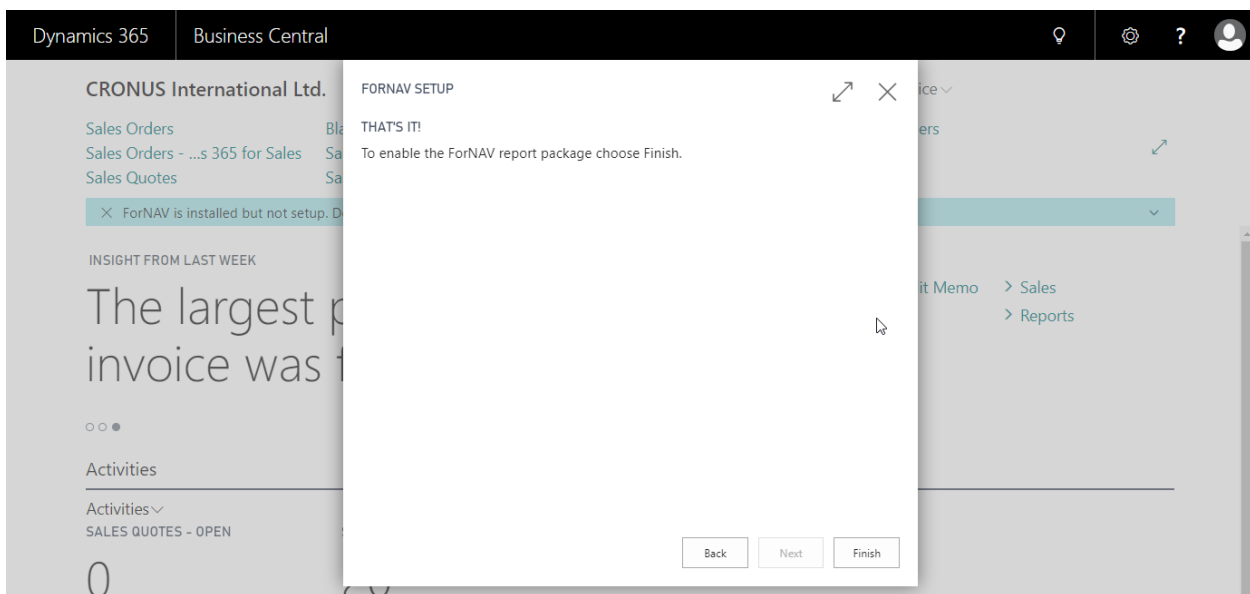 Dynamics 365 Business Central ?
CRONUS International Ltd.
Sales Orders
Sales Orders - ...s 365 for Sales
Sales Quotes
ForNAV is installed but not setup.
INSIGHT FROM LAST WEEK
The largest
invoice was
Activities
Activities
SALES QUOTES - OPEN
0
FORNAV SETUP
THAT'S IT!
To enable the ForNAV report package choose Finish.
Back Next Finish
it Memo > Sales
> Reports